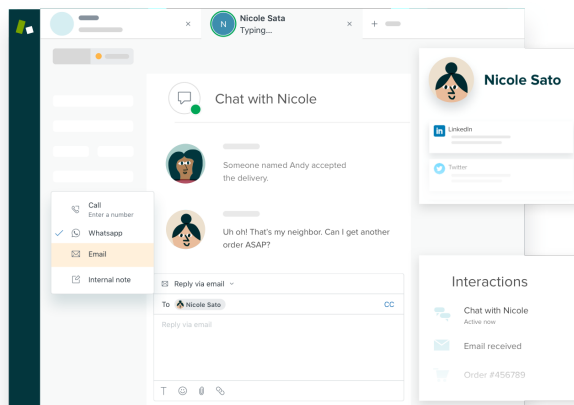 Nicole Sata
Typing...
N
Chat with Nicole
Someone named Andy accepted
the delivery.
Uh oh! That's my neighbor. Can I get another
order ASAP?
Call
Enter a number
Whatsapp
Email
Internal note
Reply via email
To Nicole Sato CC
Reply via email
T
Nicole Sato
in LinkedIn
Twitter
Interactions
Chat with Nicole
Active now
Email received
Order #456789